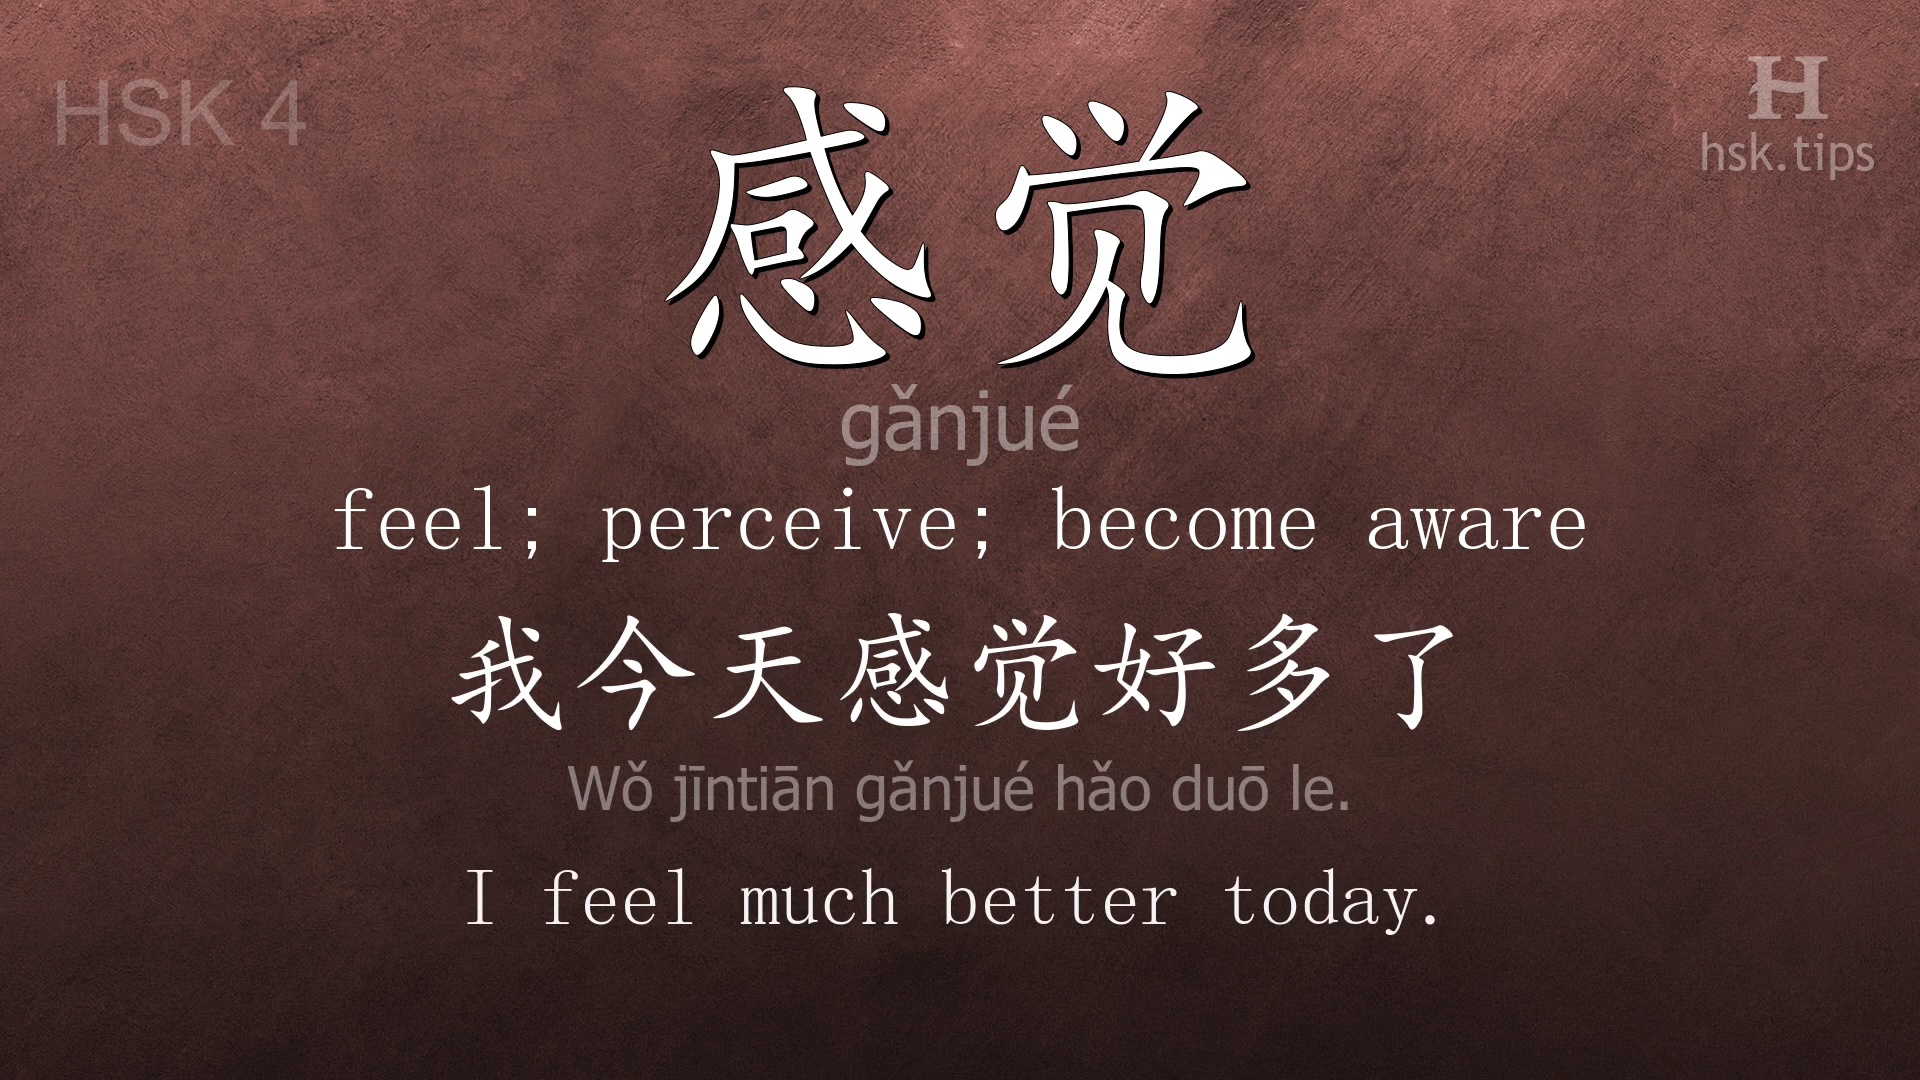 HSK 4
H
hsk.tips
感觉
gǎnjué
feel; perceive; become aware
我今天感觉好多了
Wǒ jīntiān gǎnjué hǎo duō le.
I feel much better today.